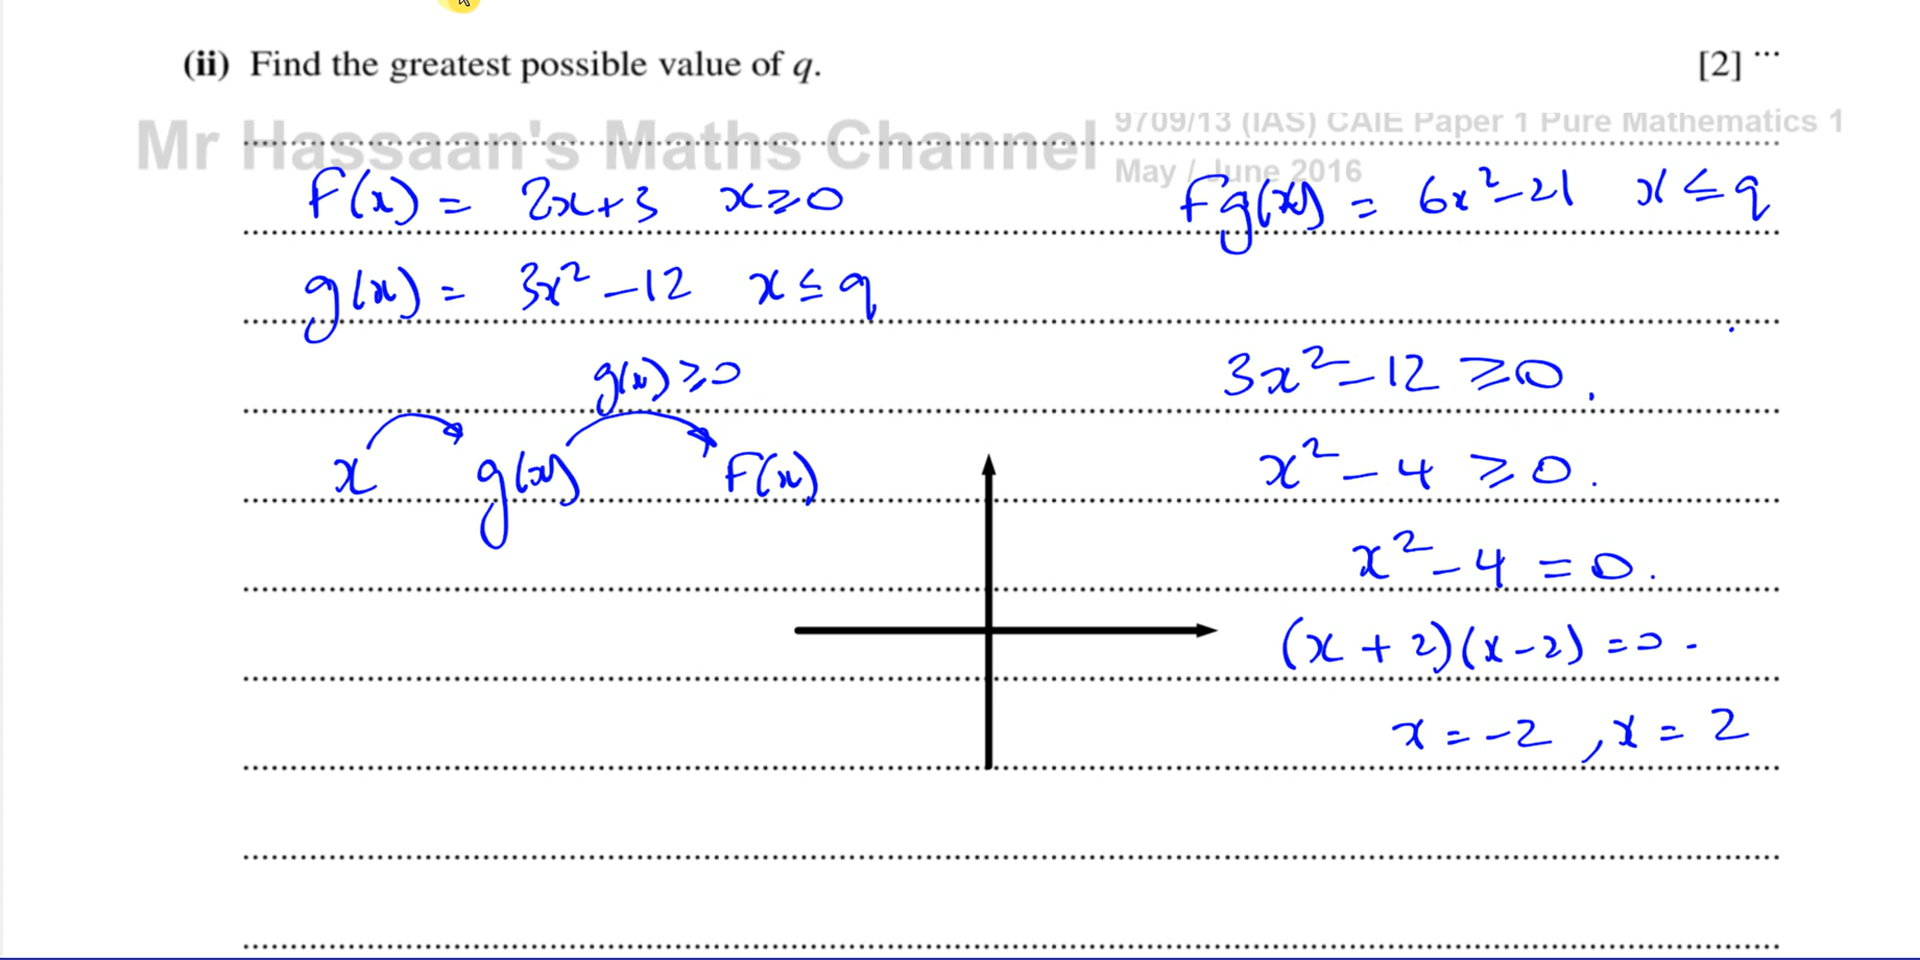 (ii) Find the greatest possible value of q. [2] ...
Mr Hassaan's Maths Channel
9709/13 (IAS) CAIE Paper 1 Pure Mathematics 1
May / June 2016
F(x) = 2x+3 x≥0
Fg(x) = 6x²-21 x≤q
g(x) = 3x²-12 x≤q
g(x)≥0
3x²-12≥0.
x g(x) F(x)
x²-4≥0.
x²-4=0.
(x+2)(x-2)=0.
x=-2, x=2